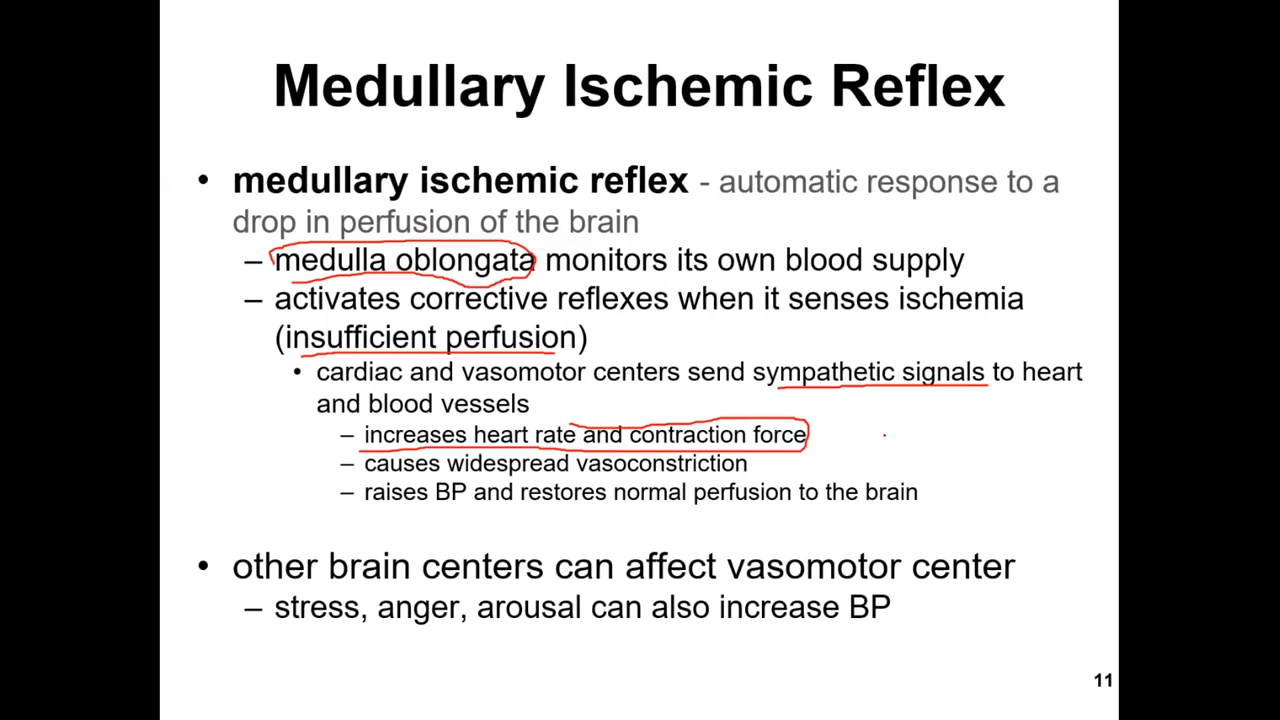 Medullary Ischemic Reflex
• medullary ischemic reflex - automatic response to a
drop in perfusion of the brain
– medulla oblongata monitors its own blood supply
– activates corrective reflexes when it senses ischemia
(insufficient perfusion)
• cardiac and vasomotor centers send sympathetic signals to heart
and blood vessels
– increases heart rate and contraction force
– causes widespread vasoconstriction
– raises BP and restores normal perfusion to the brain
• other brain centers can affect vasomotor center
– stress, anger, arousal can also increase BP
11